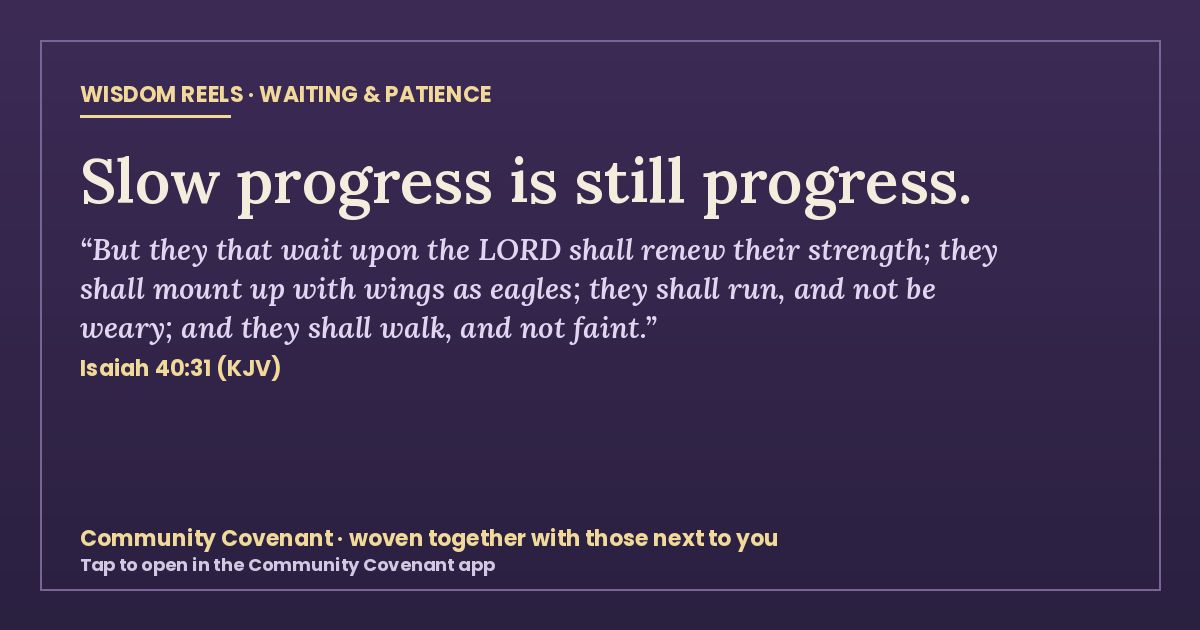 WISDOM REELS · WAITING & PATIENCE
Slow progress is still progress.
“But they that wait upon the LORD shall renew their strength; they
shall mount up with wings as eagles; they shall run, and not be
weary; and they shall walk, and not faint.”
Isaiah 40:31 (KJV)
Community Covenant · woven together with those next to you
Tap to open in the Community Covenant app